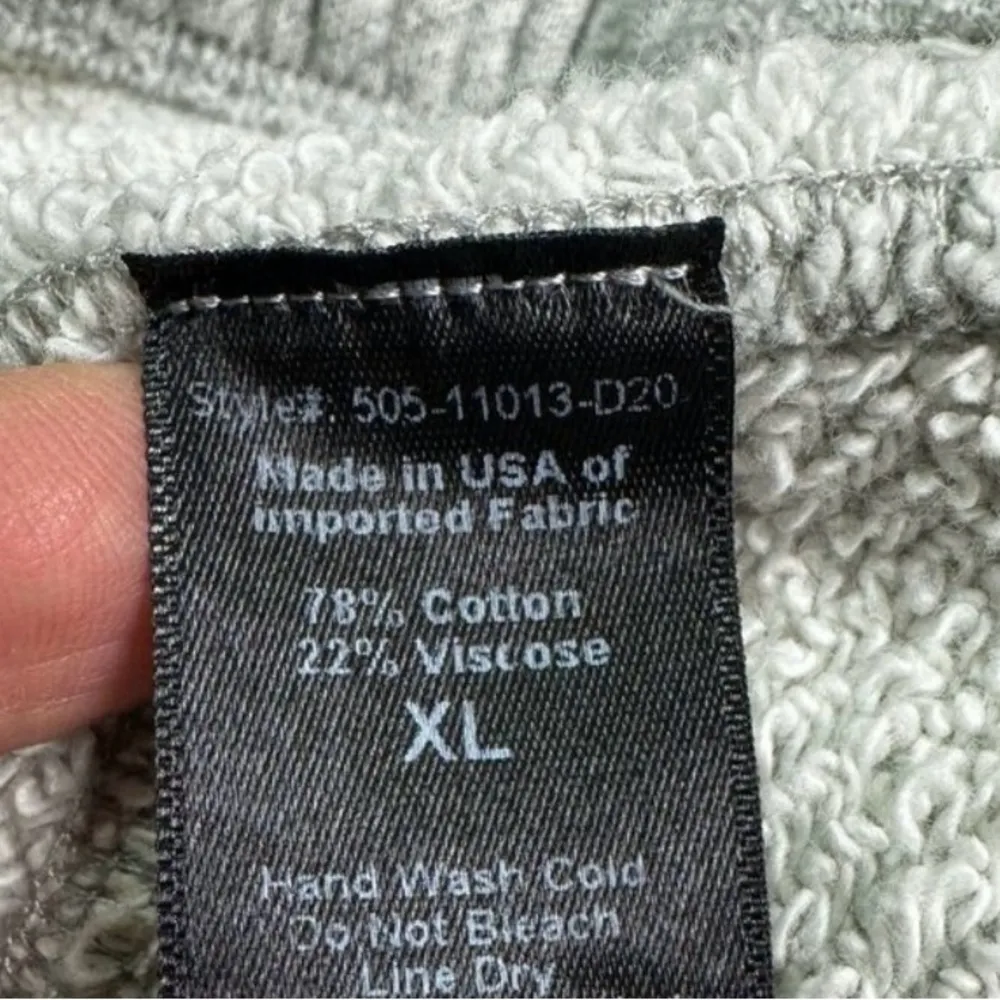 Style#: 505-11013-D20
Made in USA of
Imported Fabric
78% Cotton
22% Viscose
XL
Hand Wash Cold
Do Not Bleach
Line Dry